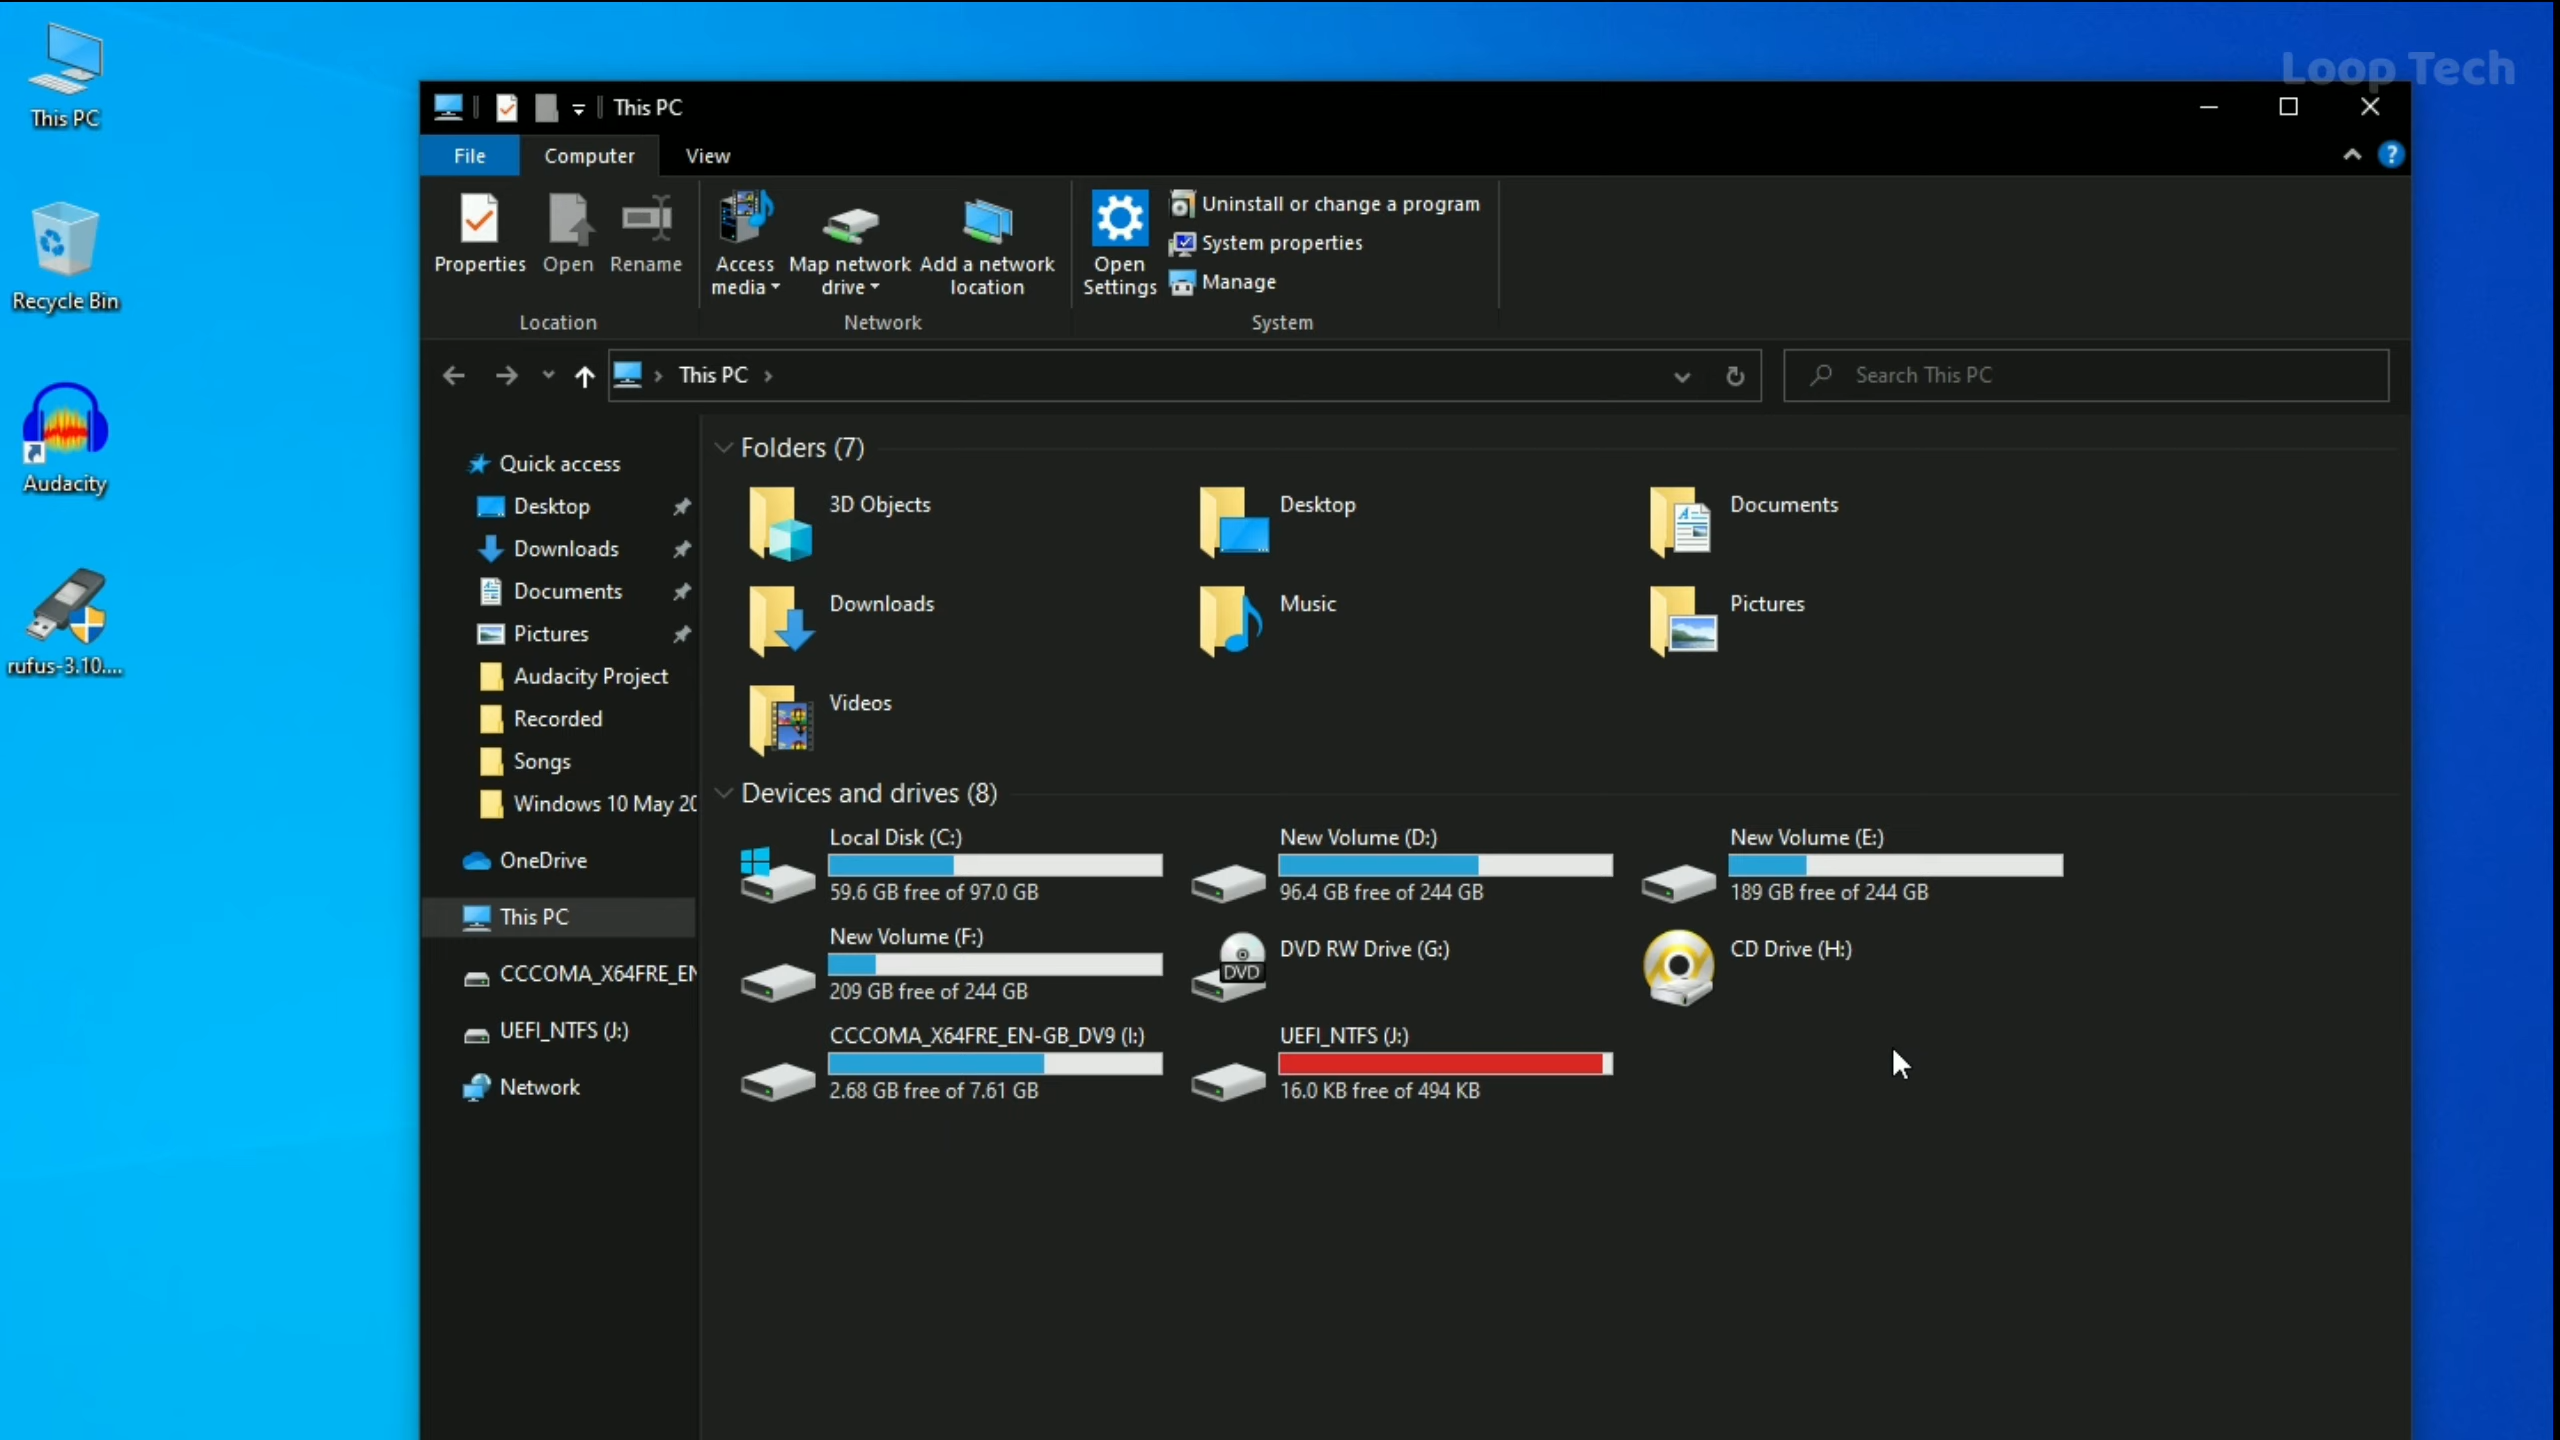 Loop Tech
This PC
Recycle Bin
Audacity
rufus-3.10....
This PC
File
Computer
View
Properties
Open
Rename
Location
Access media
Map network drive
Add a network location
Network
Open Settings
Uninstall or change a program
System properties
Manage
System
This PC
Search This PC
Quick access
Desktop
Downloads
Documents
Pictures
Audacity Project
Recorded
Songs
Windows 10 May 20
OneDrive
This PC
CCCOMA_X64FRE_EN
UEFI_NTFS (J:)
Network
Folders (7)
3D Objects
Desktop
Documents
Downloads
Music
Pictures
Videos
Devices and drives (8)
Local Disk (C:)
59.6 GB free of 97.0 GB
New Volume (D:)
96.4 GB free of 244 GB
New Volume (E:)
189 GB free of 244 GB
New Volume (F:)
209 GB free of 244 GB
DVD RW Drive (G:)
DVD
CD Drive (H:)
CCCOMA_X64FRE_EN-GB_DV9 (I:)
2.68 GB free of 7.61 GB
UEFI_NTFS (J:)
16.0 KB free of 494 KB